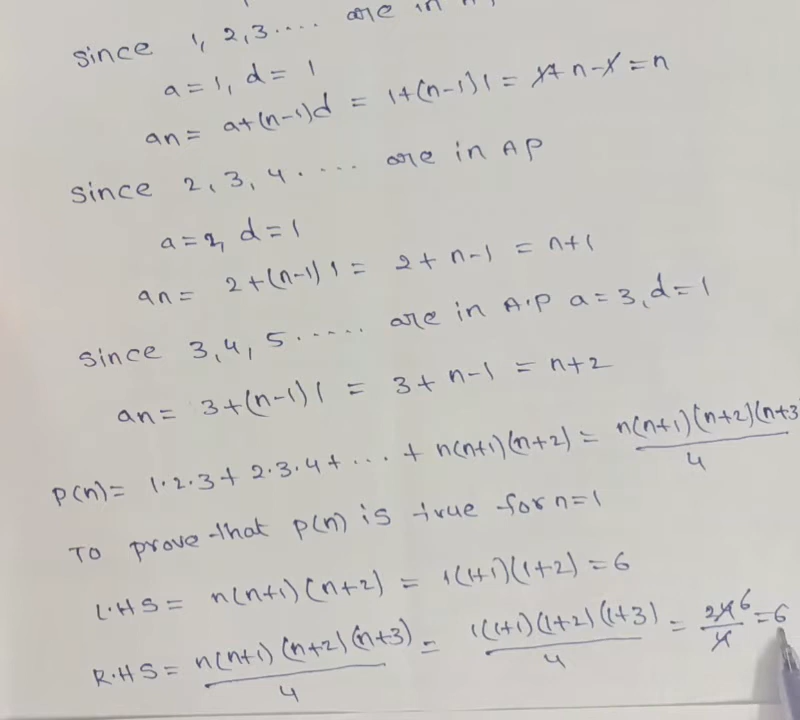 since 1, 2, 3 .... are in
a = 1, d = 1
an = a+(n-1)d = 1+(n-1)1 = 1+n-1 = n
since 2, 3, 4 ..... are in AP
a = 2, d = 1
an = 2+(n-1)1 = 2+n-1 = n+1
since 3, 4, 5 ...... are in A.P a=3, d=1
an = 3+(n-1)1 = 3+n-1 = n+2
P(n) = 1.2.3 + 2.3.4 + ... + n(n+1)(n+2) = n(n+1)(n+2)(n+3)/4
To prove that p(n) is true for n=1
L.HS = n(n+1)(n+2) = 1(1+1)(1+2) = 6
R.HS = n(n+1)(n+2)(n+3)/4 = 1(1+1)(1+2)(1+3)/4 = 24/4 6 = 6